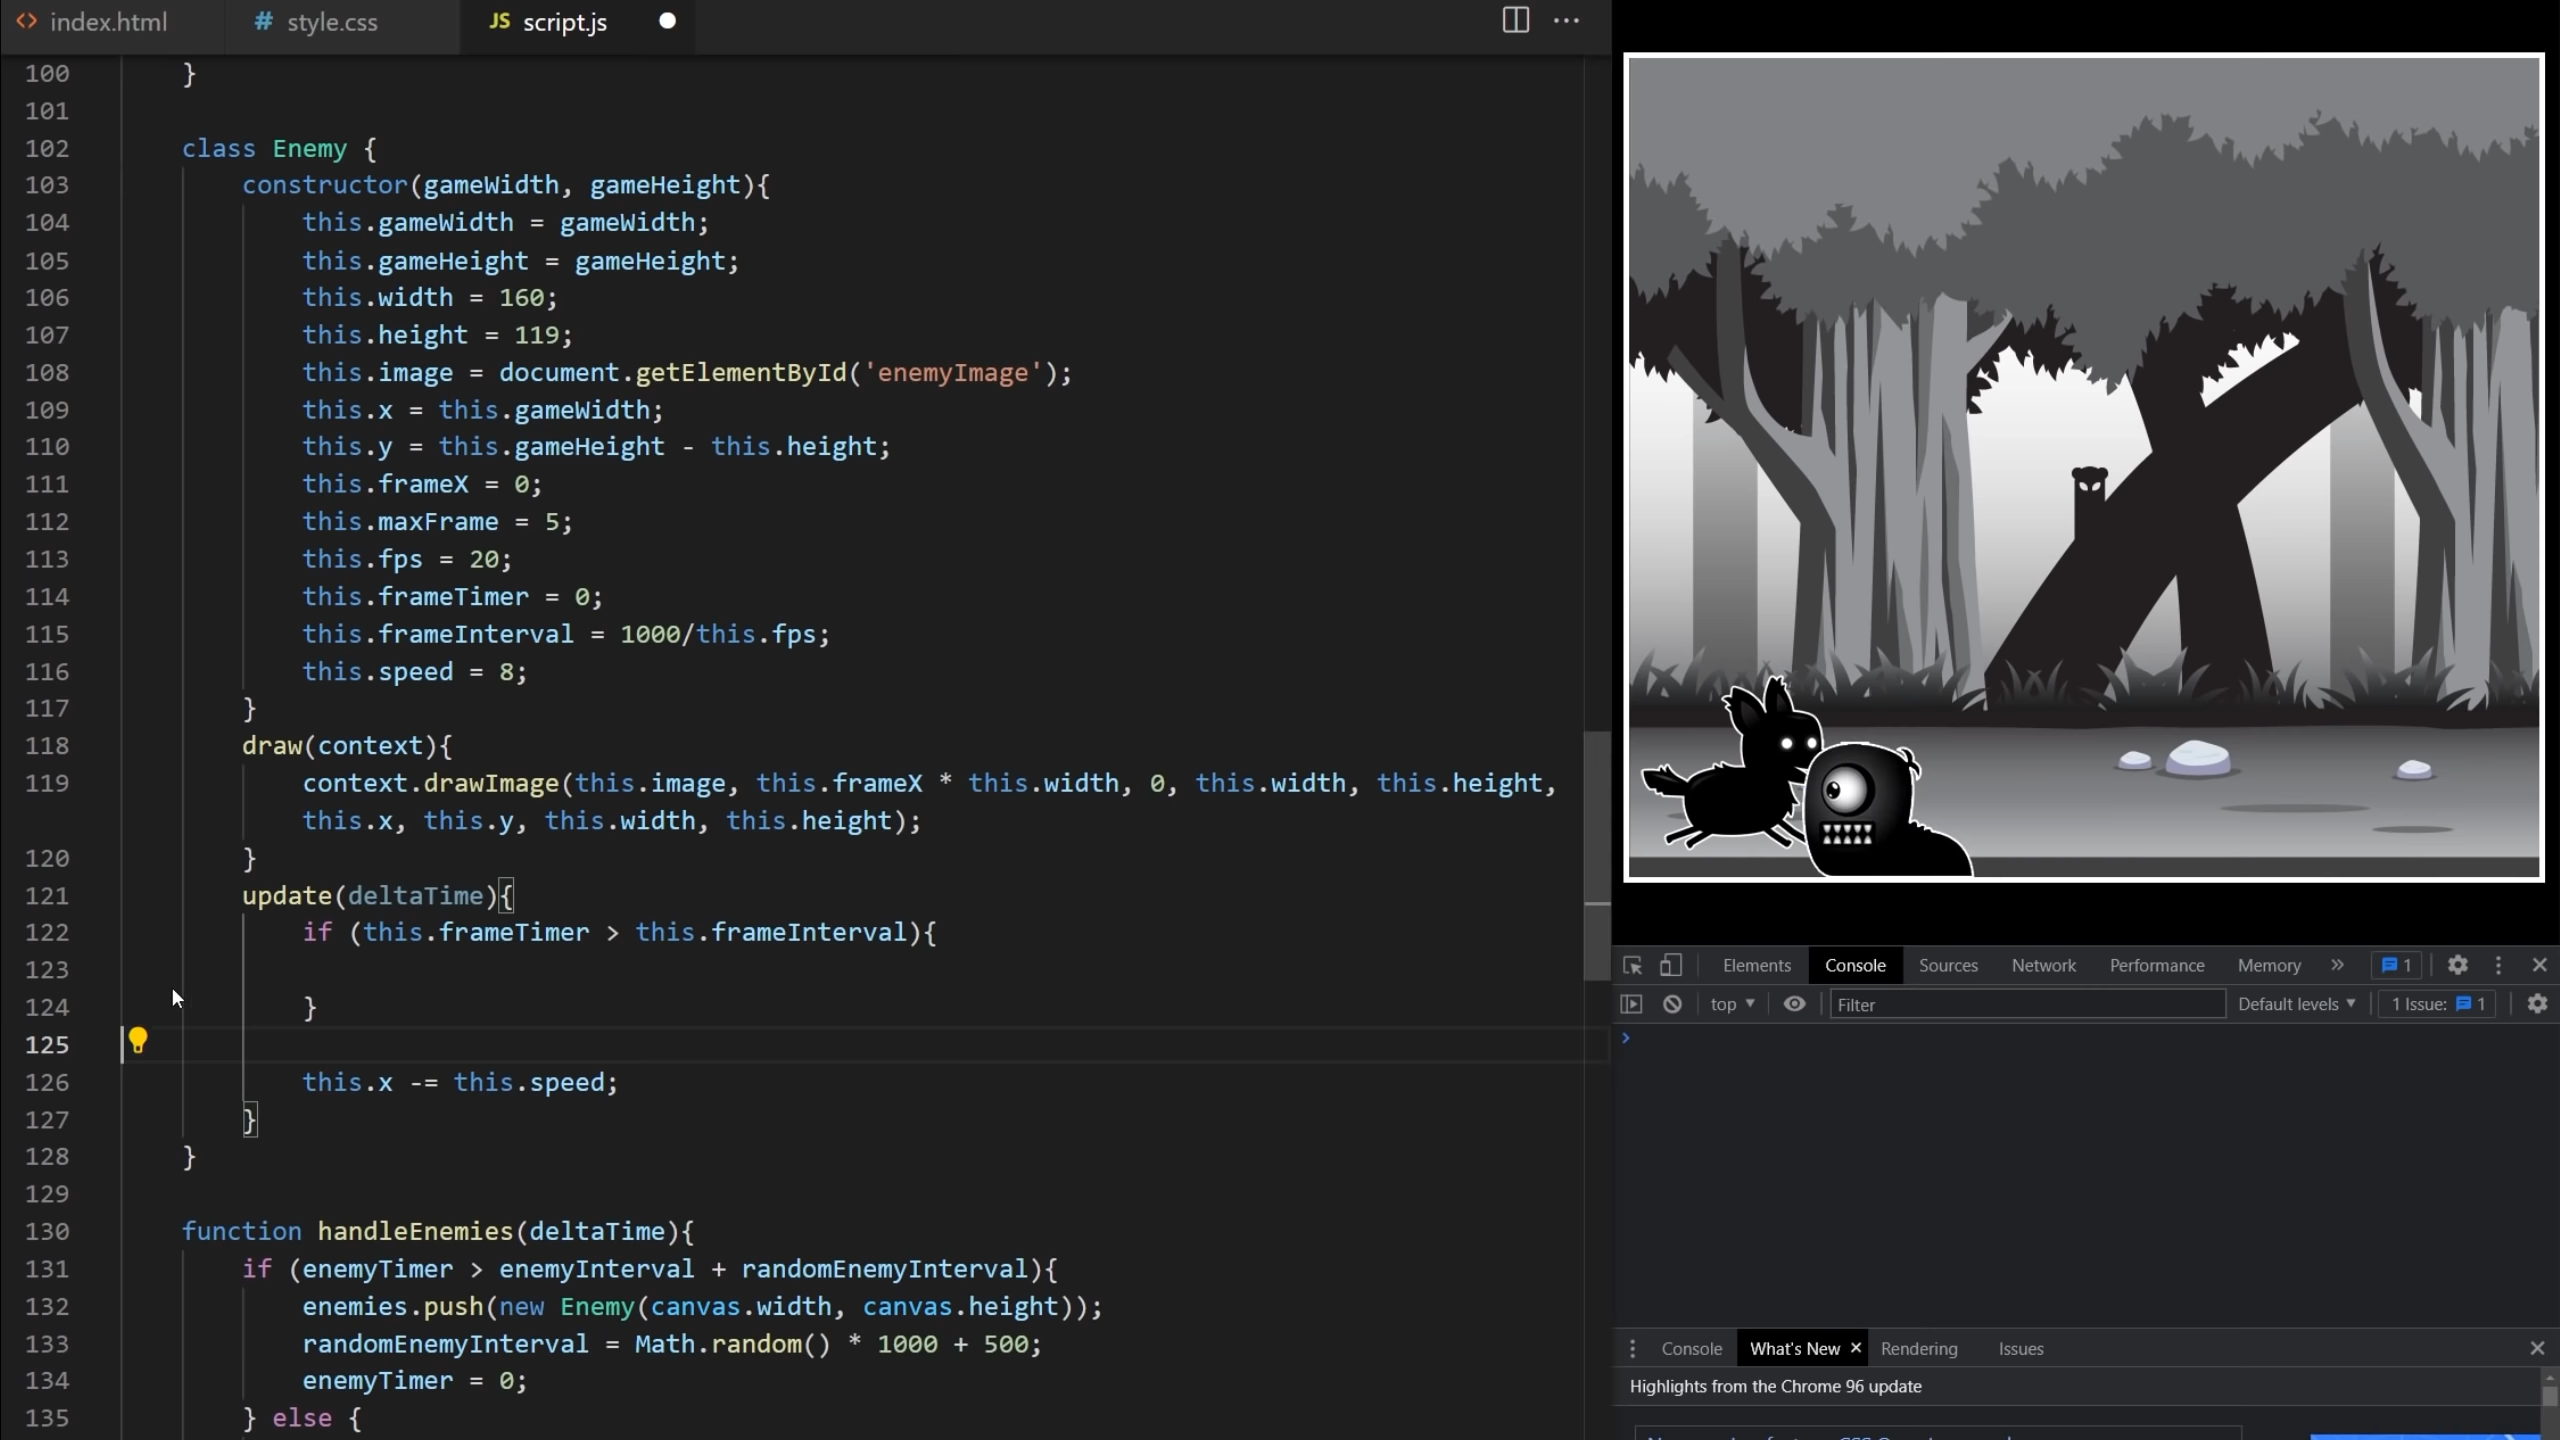 index.html
style.css
JS script.js
100 }
101
102 class Enemy {
103 constructor(gameWidth, gameHeight){
104 this.gameWidth = gameWidth;
105 this.gameHeight = gameHeight;
106 this.width = 160;
107 this.height = 119;
108 this.image = document.getElementById('enemyImage');
109 this.x = this.gameWidth;
110 this.y = this.gameHeight - this.height;
111 this.frameX = 0;
112 this.maxFrame = 5;
113 this.fps = 20;
114 this.frameTimer = 0;
115 this.frameInterval = 1000/this.fps;
116 this.speed = 8;
117 }
118 draw(context){
119 context.drawImage(this.image, this.frameX * this.width, 0, this.width, this.height,
this.x, this.y, this.width, this.height);
120 }
121 update(deltaTime){
122 if (this.frameTimer > this.frameInterval){
123
124 }
125
126 this.x -= this.speed;
127 }
128 }
129
130 function handleEnemies(deltaTime){
131 if (enemyTimer > enemyInterval + randomEnemyInterval){
132 enemies.push(new Enemy(canvas.width, canvas.height));
133 randomEnemyInterval = Math.random() * 1000 + 500;
134 enemyTimer = 0;
135 } else {
Elements Console Sources Network Performance Memory » 1
top Filter Default levels 1 Issue: 1
Console What's New × Rendering Issues
Highlights from the Chrome 96 update